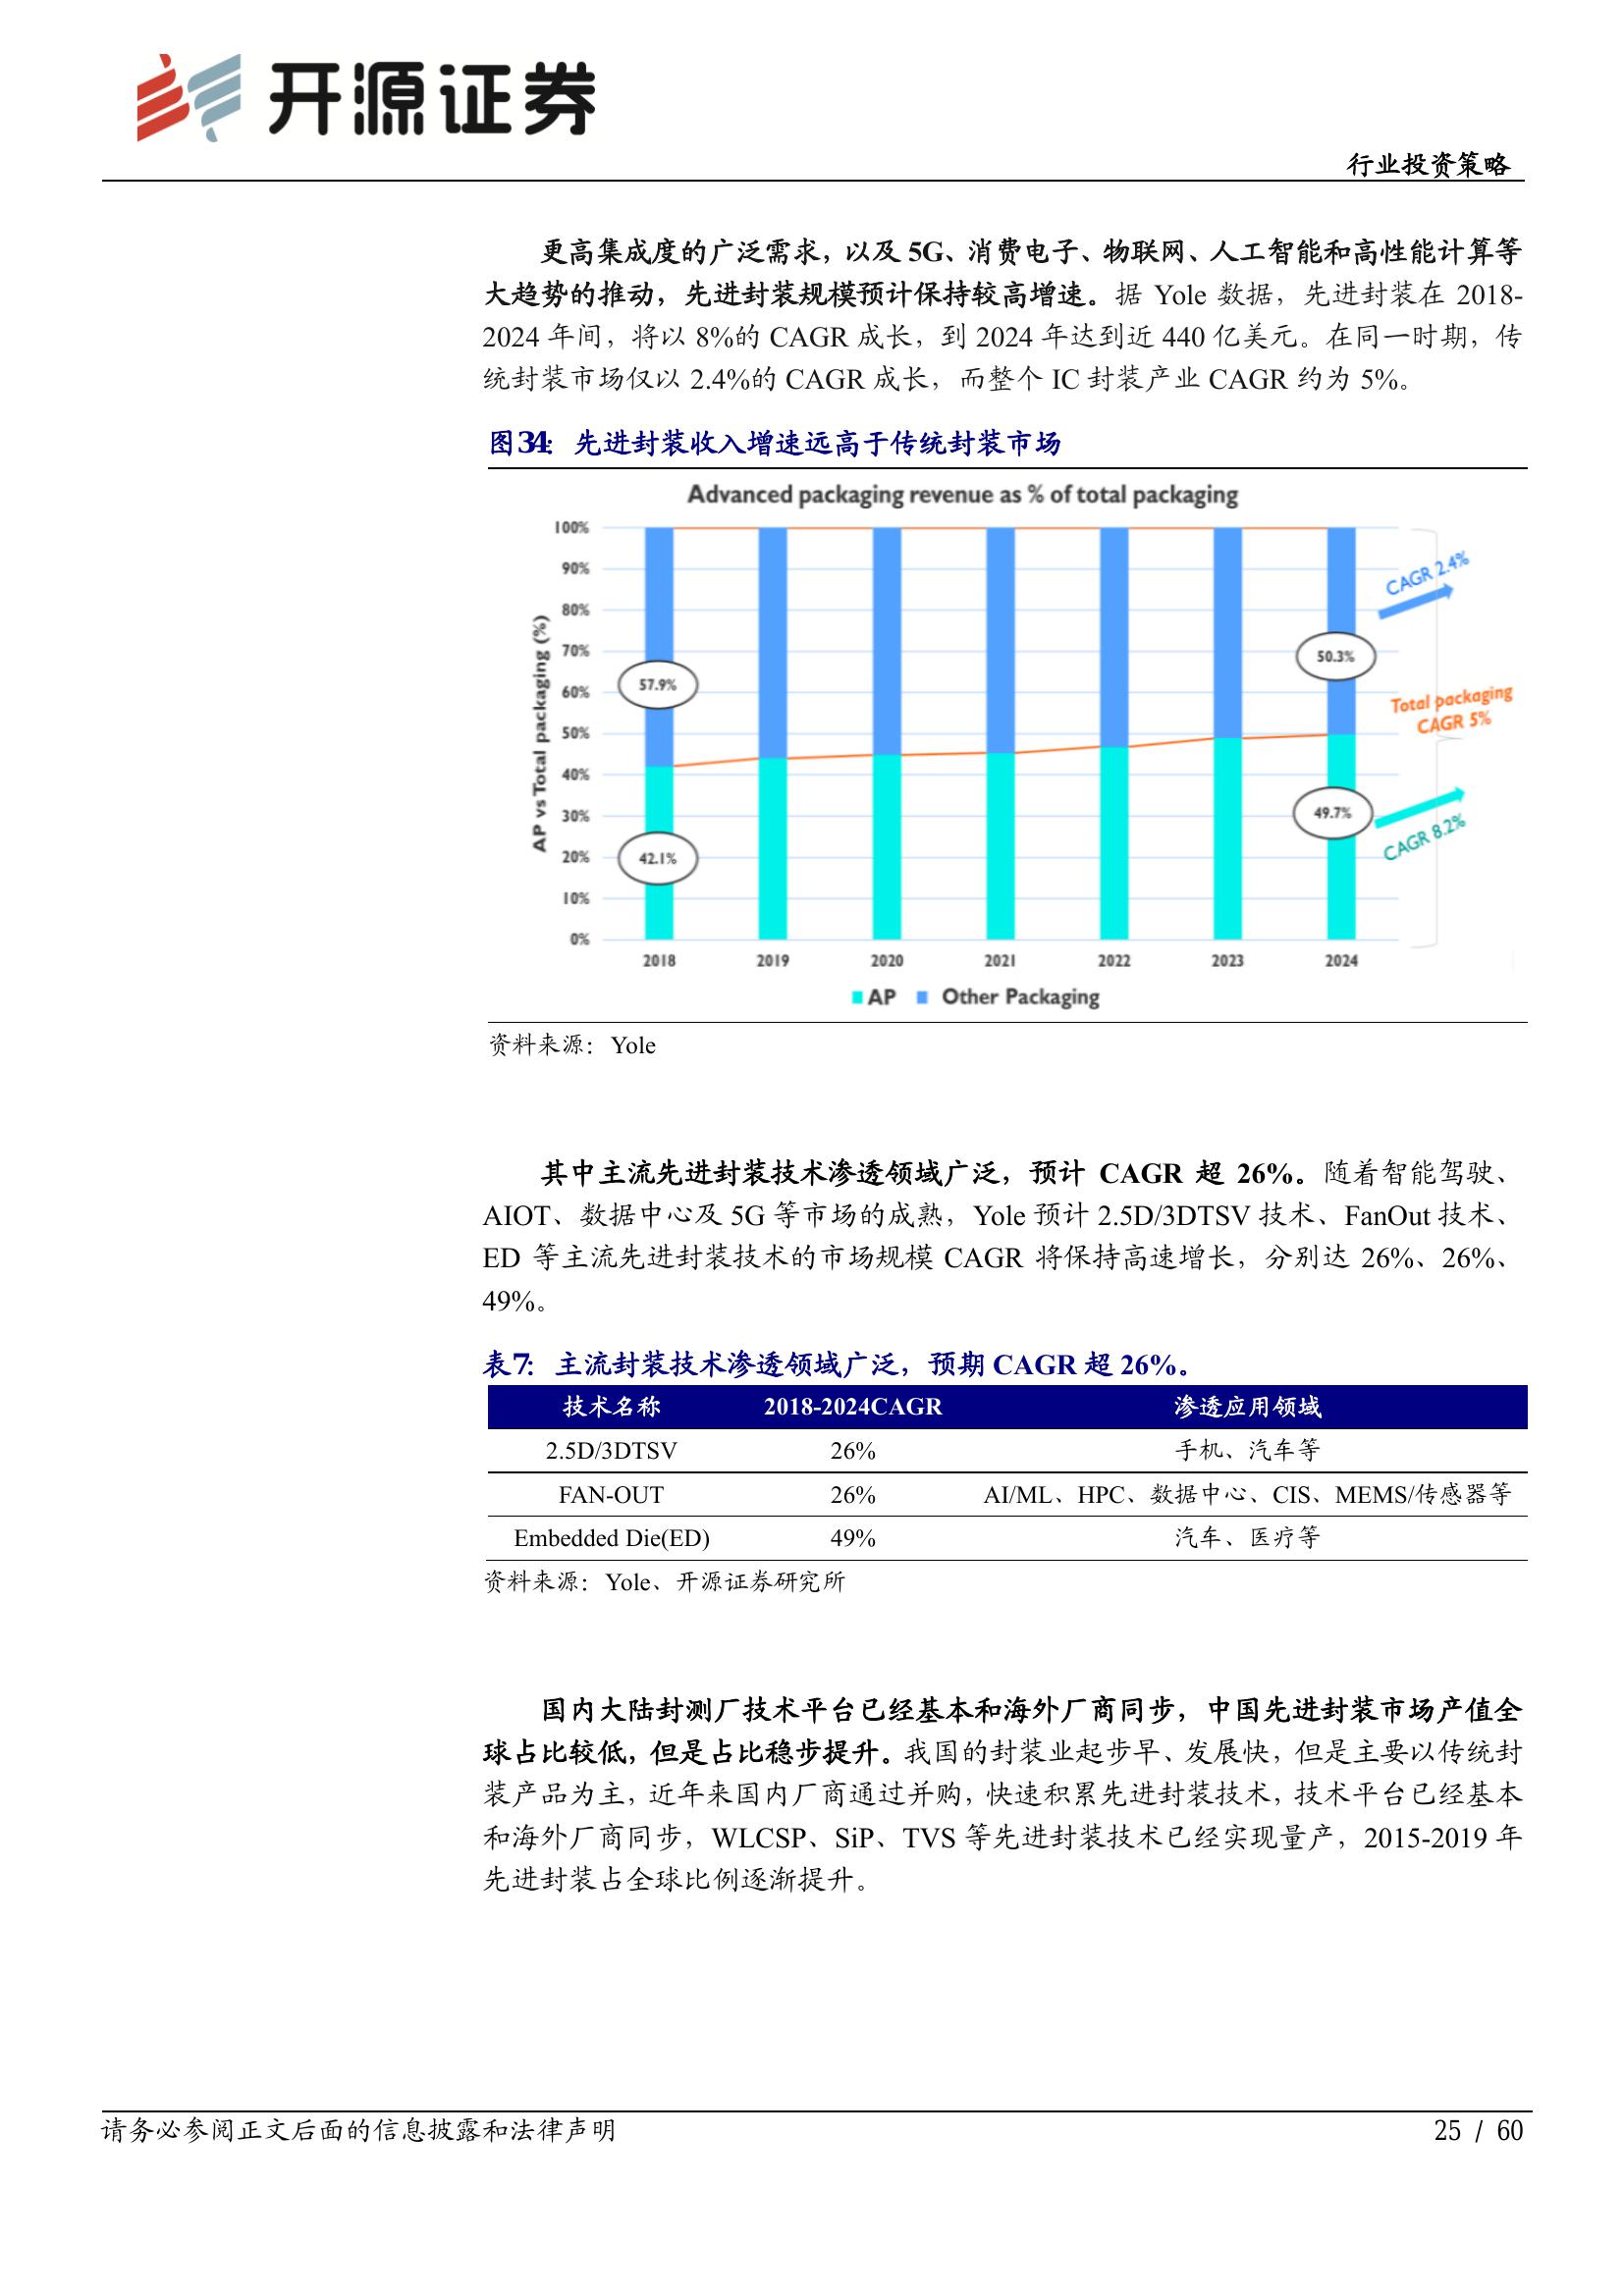 开源证券
行业投资策略
更高集成度的广泛需求，以及 5G、消费电子、物联网、人工智能和高性能计算等
大趋势的推动，先进封装规模预计保持较高增速。据 Yole 数据，先进封装在 2018-
2024 年间，将以 8%的 CAGR 成长，到 2024 年达到近 440 亿美元。在同一时期，传
统封装市场仅以 2.4%的 CAGR 成长，而整个 IC 封装产业 CAGR 约为 5%。
图34：先进封装收入增速远高于传统封装市场
Advanced packaging revenue as % of total packaging
AP vs Total packaging (%)
100%
90%
80%
70%
60%
50%
40%
30%
20%
10%
0%
57.9%
42.1%
50.3%
49.7%
CAGR 2.4%
Total packaging
CAGR 5%
CAGR 8.2%
2018 2019 2020 2021 2022 2023 2024
AP Other Packaging
资料来源：Yole
其中主流先进封装技术渗透领域广泛，预计 CAGR 超 26%。随着智能驾驶、
AIOT、数据中心及 5G 等市场的成熟，Yole 预计 2.5D/3DTSV 技术、FanOut 技术、
ED 等主流先进封装技术的市场规模 CAGR 将保持高速增长，分别达 26%、26%、
49%。
表7：主流封装技术渗透领域广泛，预期 CAGR 超 26%。
技术名称 2018-2024CAGR 渗透应用领域
2.5D/3DTSV 26% 手机、汽车等
FAN-OUT 26% AI/ML、HPC、数据中心、CIS、MEMS/传感器等
Embedded Die(ED) 49% 汽车、医疗等
资料来源：Yole、开源证券研究所
国内大陆封测厂技术平台已经基本和海外厂商同步，中国先进封装市场产值全
球占比较低，但是占比稳步提升。我国的封装业起步早、发展快，但是主要以传统封
装产品为主，近年来国内厂商通过并购，快速积累先进封装技术，技术平台已经基本
和海外厂商同步，WLCSP、SiP、TVS 等先进封装技术已经实现量产，2015-2019 年
先进封装占全球比例逐渐提升。
请务必参阅正文后面的信息披露和法律声明
25 / 60